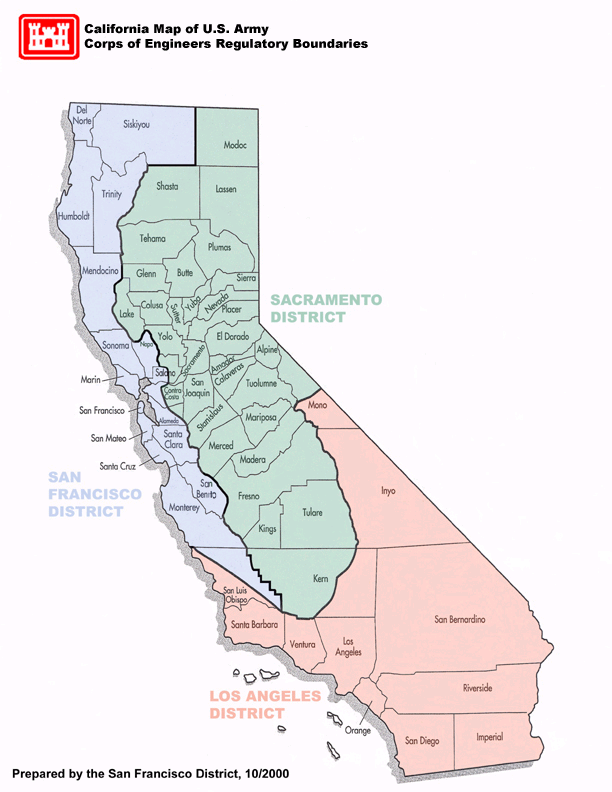 California Map of U.S. Army
Corps of Engineers Regulatory Boundaries
Del
Norte
Siskiyou
Modoc
Shasta
Lassen
Trinity
Humboldt
Tehama
Plumas
Mendocino
Glenn
Butte
Sierra
Lake
Colusa
Sutter
Yuba
Nevada
Placer
SACRAMENTO
DISTRICT
Sonoma
Napa
Yolo
El Dorado
Alpine
Marin
Solano
Sacramento
Amador
Calaveras
Tuolumne
Contra
Costa
San
Joaquin
San Francisco
Alameda
Stanislaus
Mariposa
Mono
San Mateo
Santa
Clara
Merced
Santa Cruz
Madera
SAN
FRANCISCO
DISTRICT
San
Benito
Monterey
Fresno
Inyo
Kings
Tulare
Kern
San Luis
Obispo
Santa Barbara
Ventura
Los
Angeles
San Bernardino
LOS ANGELES
DISTRICT
Orange
Riverside
San Diego
Imperial
Prepared by the San Francisco District, 10/2000